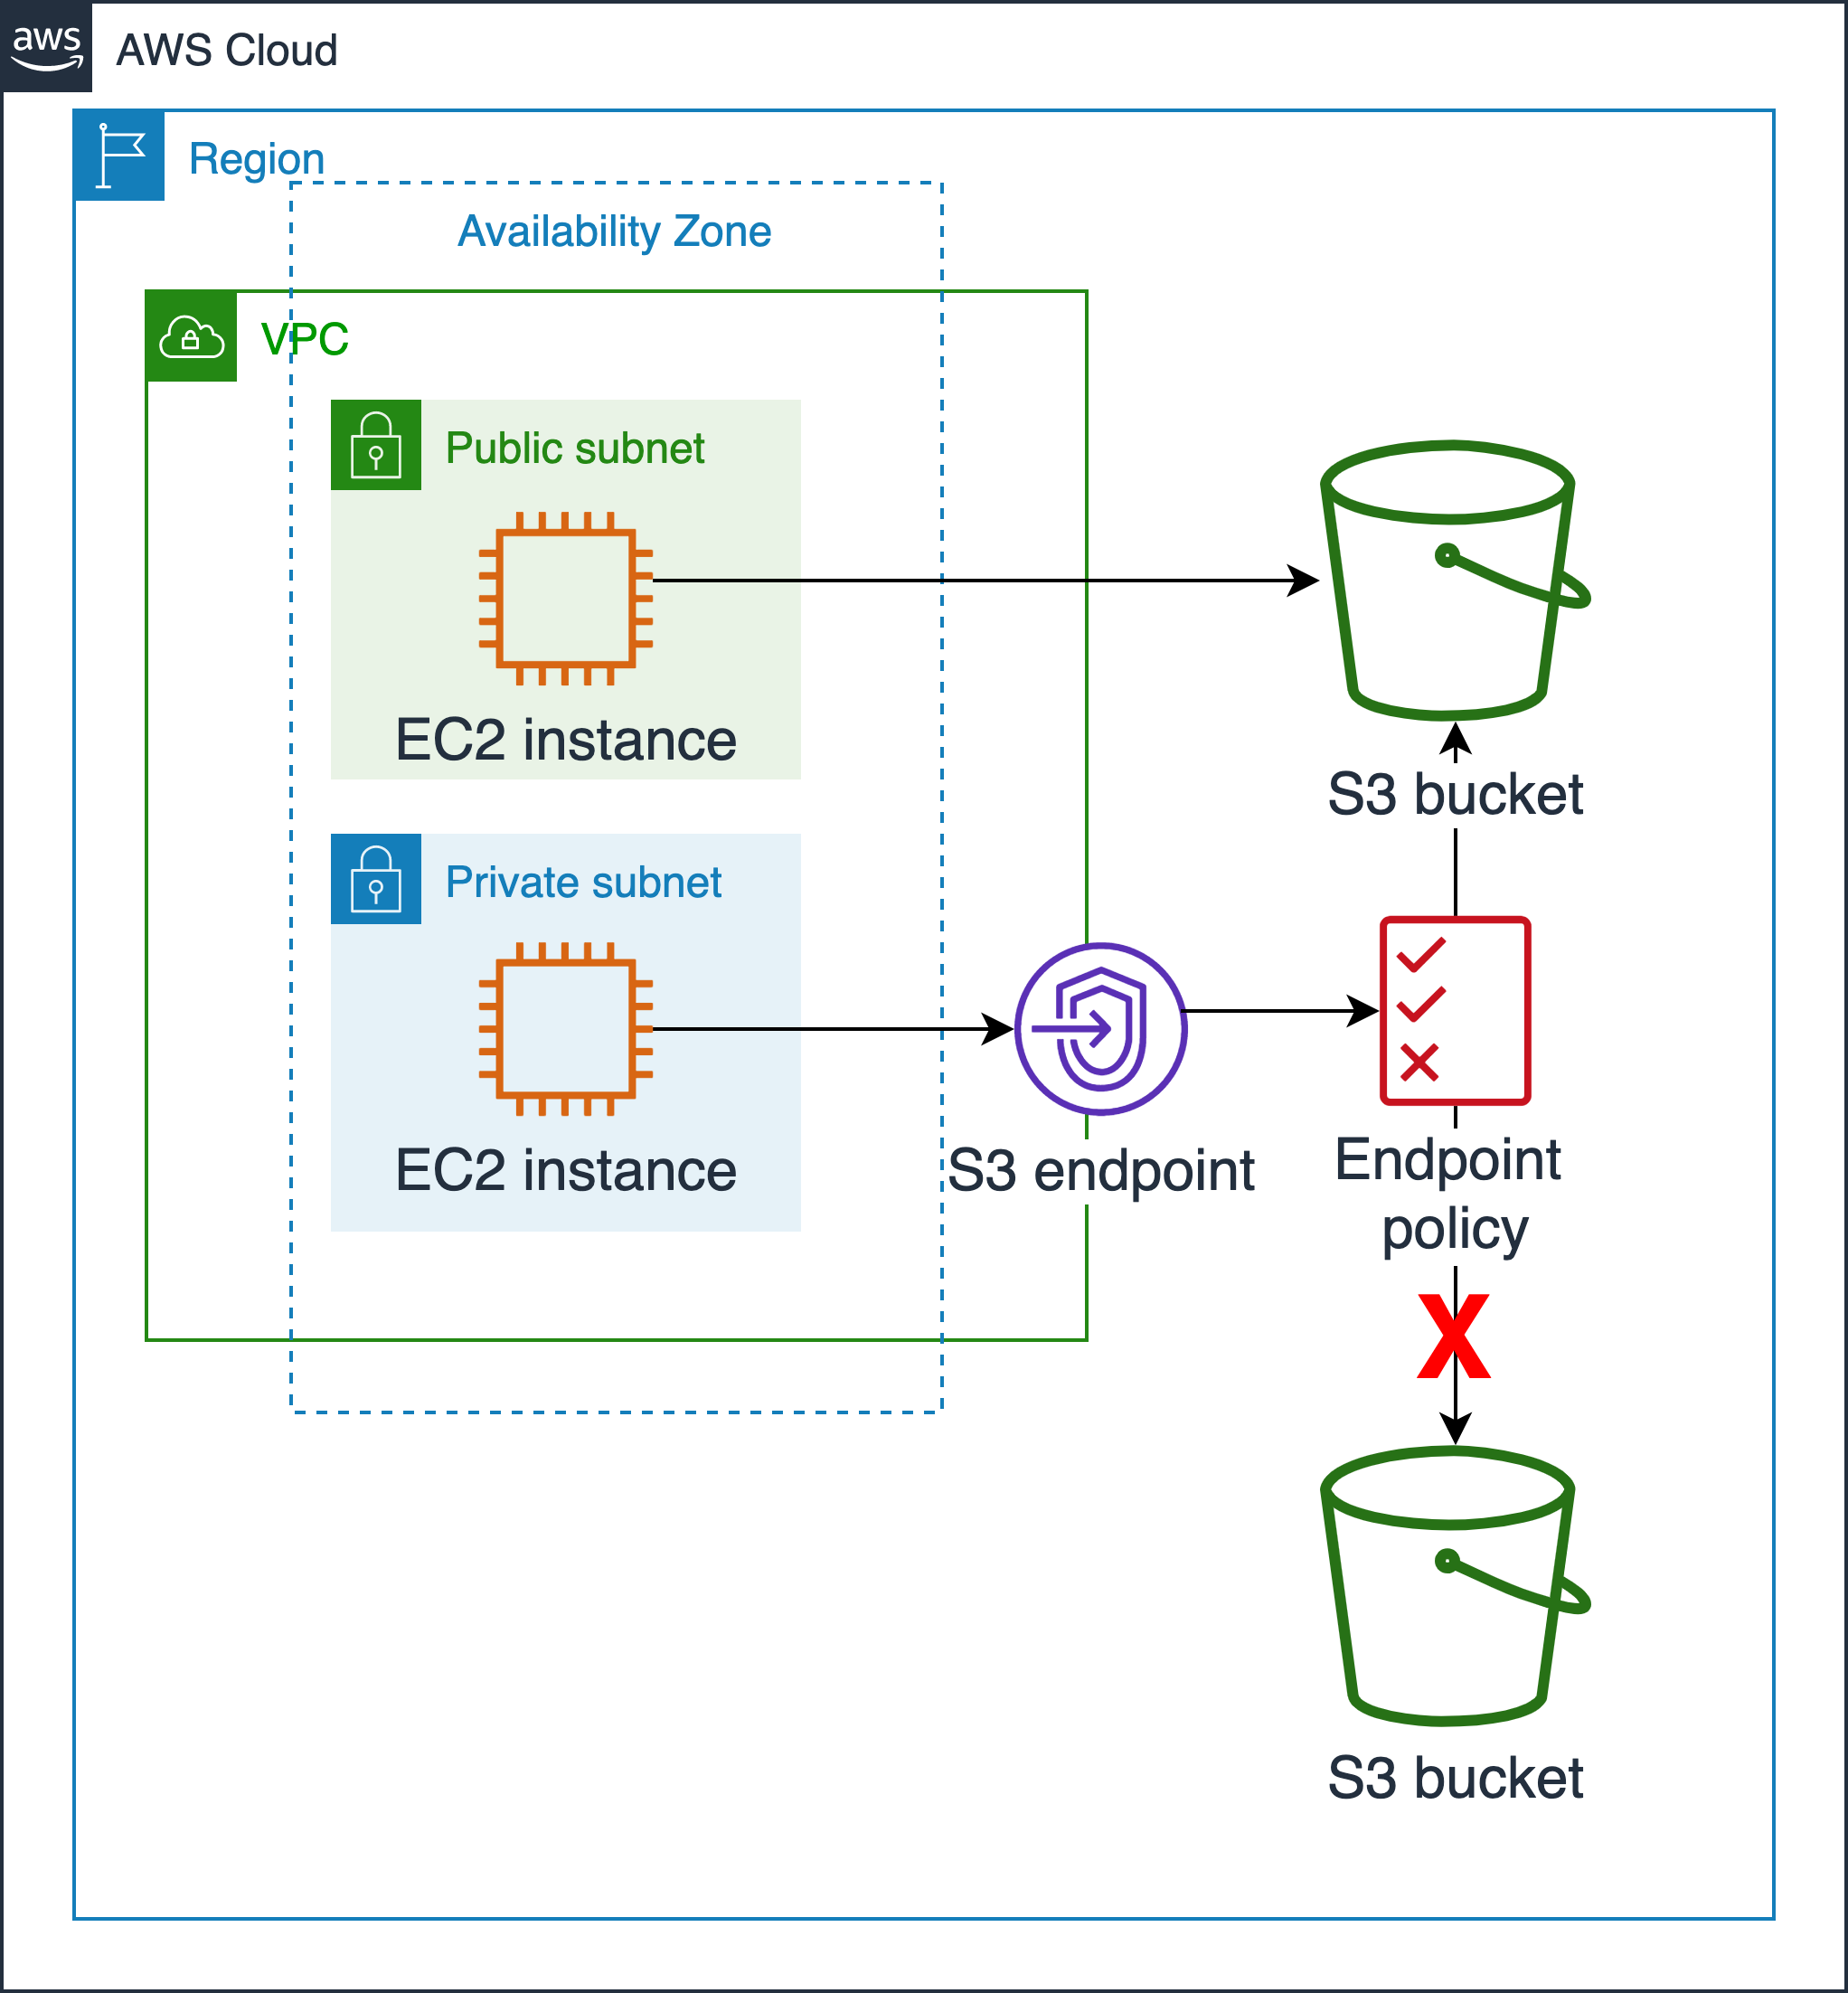 aws
AWS Cloud
Region
Availability Zone
VPC
Public subnet
EC2 instance
S3 bucket
Private subnet
EC2 instance
S3 endpoint
Endpoint
policy
X
S3 bucket